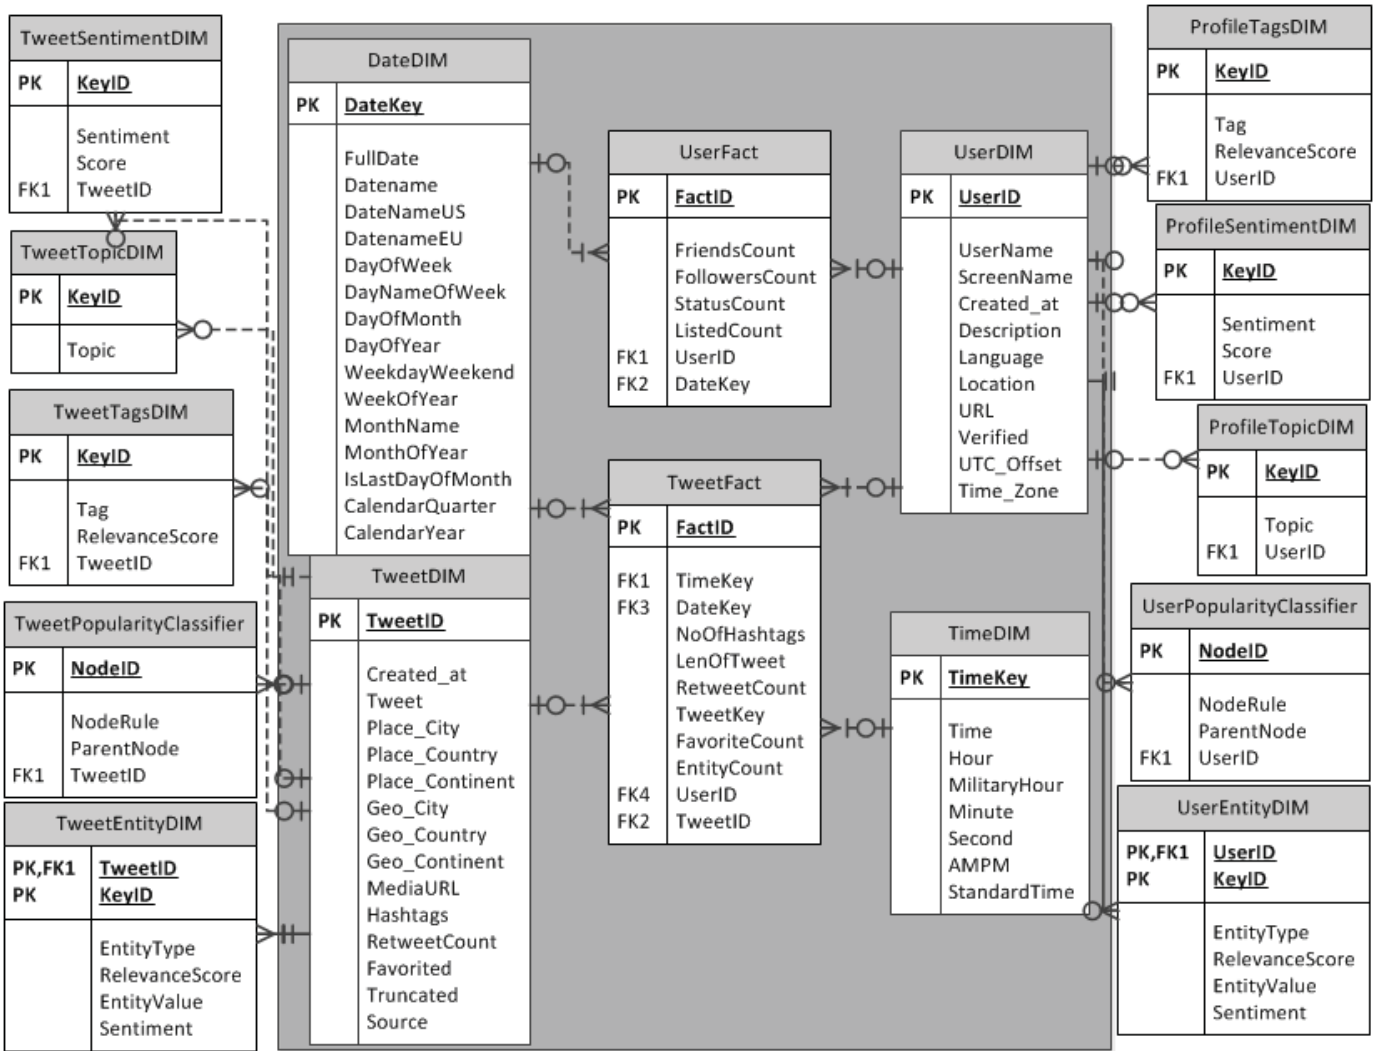 TweetSentimentDIM
PK KeyID
Sentiment
Score
FK1 TweetID
TweetTopicDIM
PK KeyID
Topic
TweetTagsDIM
PK KeyID
Tag
RelevanceScore
FK1 TweetID
TweetPopularityClassifier
PK NodeID
NodeRule
ParentNode
FK1 TweetID
TweetEntityDIM
PK,FK1 TweetID
PK KeyID
EntityType
RelevanceScore
EntityValue
Sentiment
DateDIM
PK DateKey
FullDate
Datename
DateNameUS
DatenameEU
DayOfWeek
DayNameOfWeek
DayOfMonth
DayOfYear
WeekdayWeekend
WeekOfYear
MonthName
MonthOfYear
IsLastDayOfMonth
CalendarQuarter
CalendarYear
TweetDIM
PK TweetID
Created_at
Tweet
Place_City
Place_Country
Place_Continent
Geo_City
Geo_Country
Geo_Continent
MediaURL
Hashtags
RetweetCount
Favorited
Truncated
Source
UserFact
PK FactID
FriendsCount
FollowersCount
StatusCount
ListedCount
FK1 UserID
FK2 DateKey
TweetFact
PK FactID
FK1 TimeKey
FK3 DateKey
NoOfHashtags
LenOfTweet
RetweetCount
TweetKey
FavoriteCount
EntityCount
FK4 UserID
FK2 TweetID
UserDIM
PK UserID
UserName
ScreenName
Created_at
Description
Language
Location
URL
Verified
UTC_Offset
Time_Zone
TimeDIM
PK TimeKey
Time
Hour
MilitaryHour
Minute
Second
AMPM
StandardTime
ProfileTagsDIM
PK KeyID
Tag
RelevanceScore
FK1 UserID
ProfileSentimentDIM
PK KeyID
Sentiment
Score
FK1 UserID
ProfileTopicDIM
PK KeyID
Topic
FK1 UserID
UserPopularityClassifier
PK NodeID
NodeRule
ParentNode
FK1 UserID
UserEntityDIM
PK,FK1 UserID
PK KeyID
EntityType
RelevanceScore
EntityValue
Sentiment